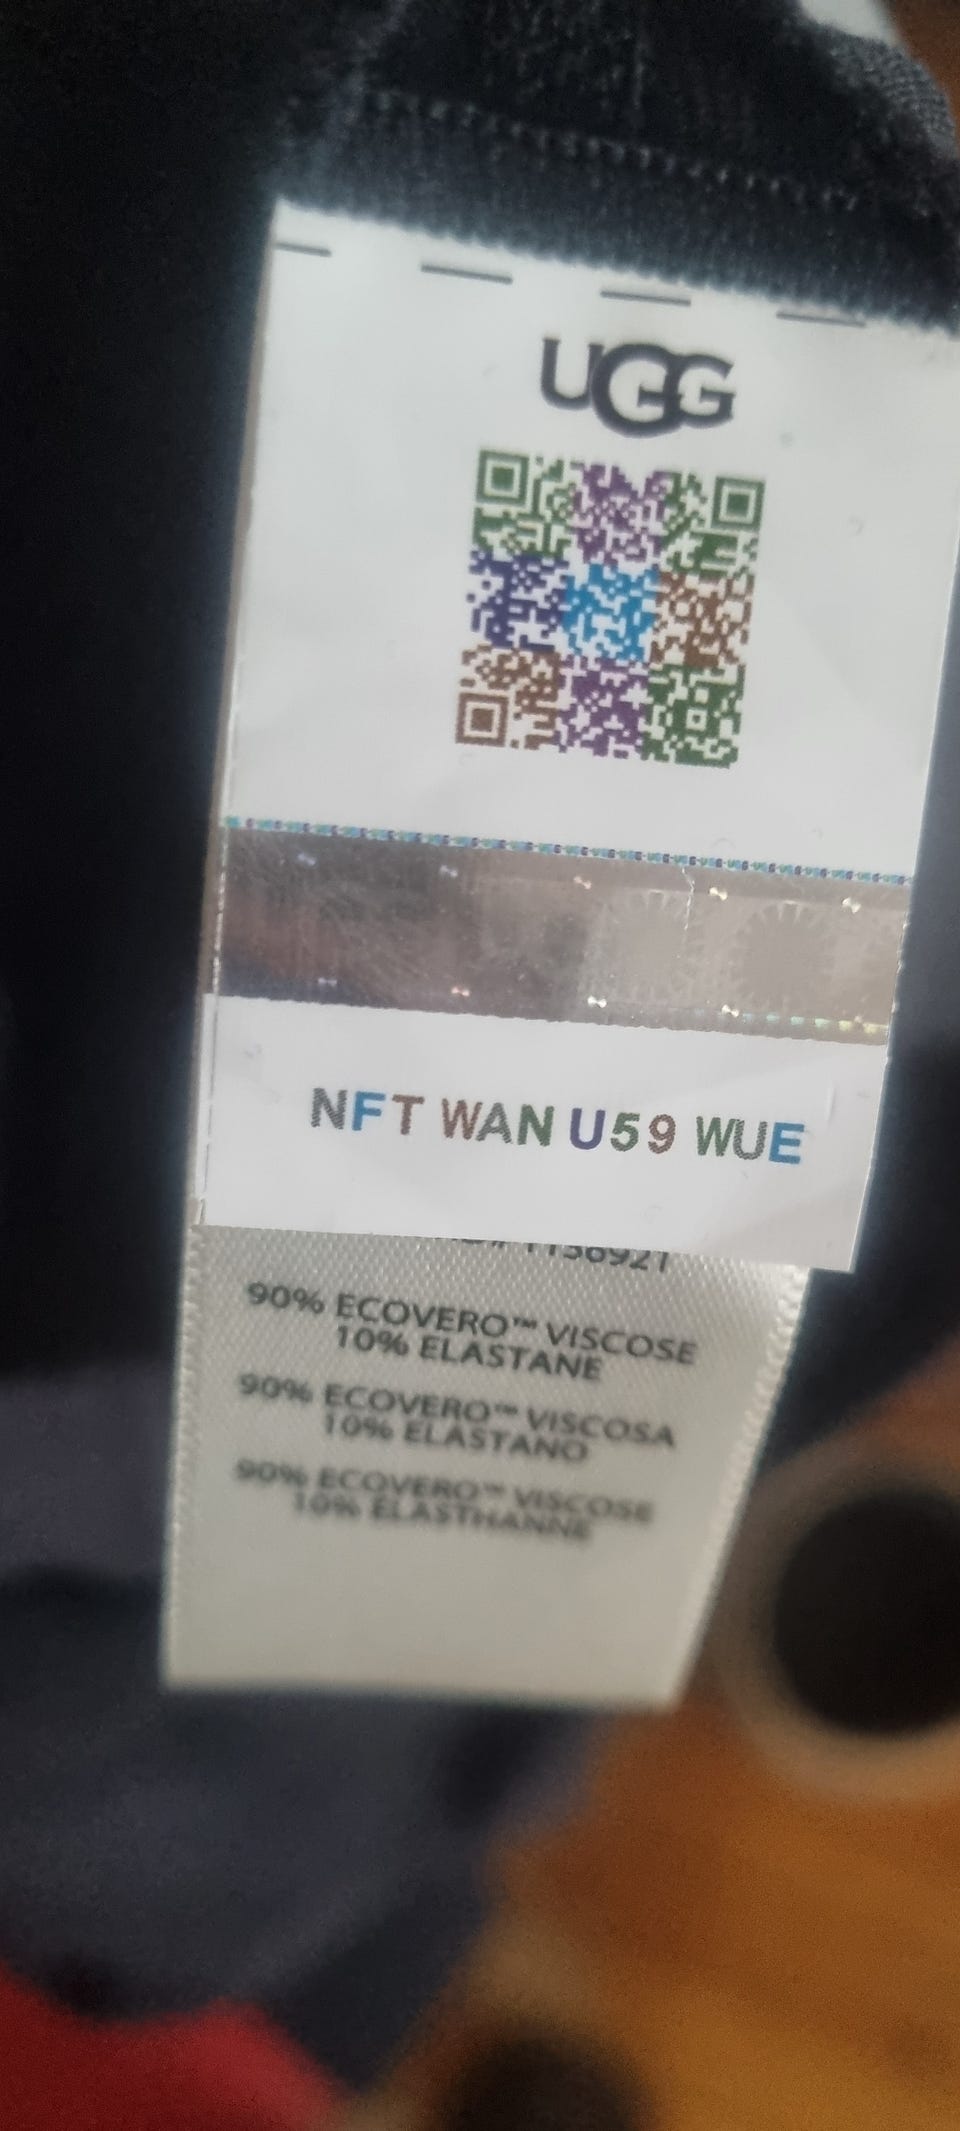 UGG
NFT WAN U59 WUE
1136921
90% ECOVERO™ VISCOSE
10% ELASTANE
90% ECOVERO™ VISCOSA
10% ELASTANO
90% ECOVERO™ VISCOSE
10% ELASTHANNE